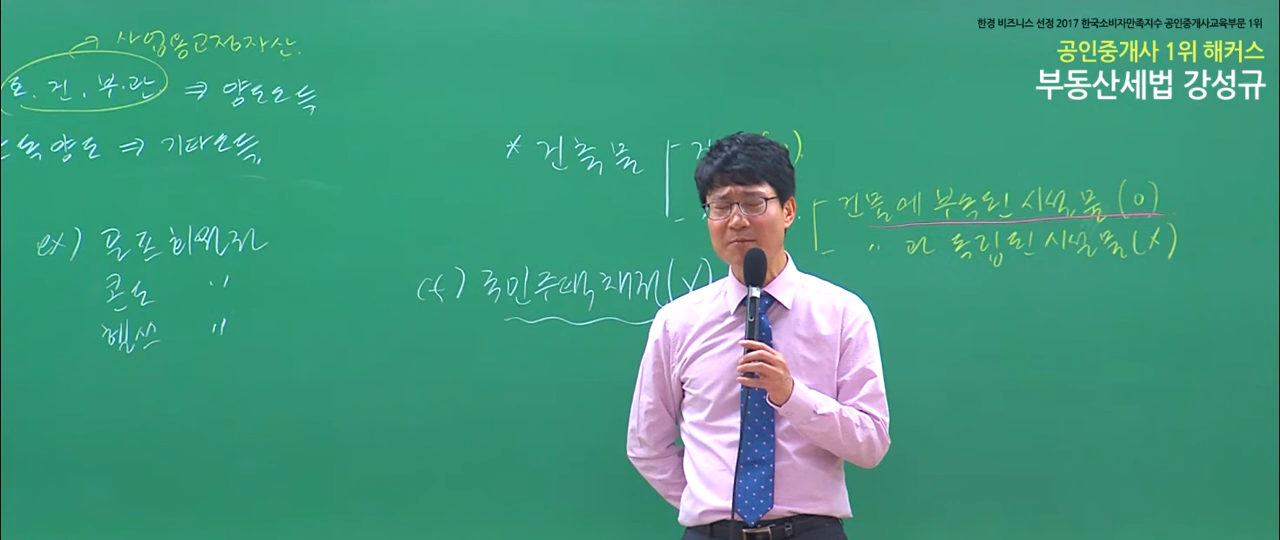 한경 비즈니스 선정 2017 한국소비자만족지수 공인중개사교육부문 1위
공인중개사 1위 해커스
부동산세법 강성규
→ 사업용고정자산.
토. 건. 부.관 ⇒ 양도소득
양도 ⇒ 기타소득.
ex) 골프회원권
콘도 "
헬스 "
* 건축물
건물에 부속된 시설물 (O)
" 과 독립된 시설물 (X)
국민주택채권(X)